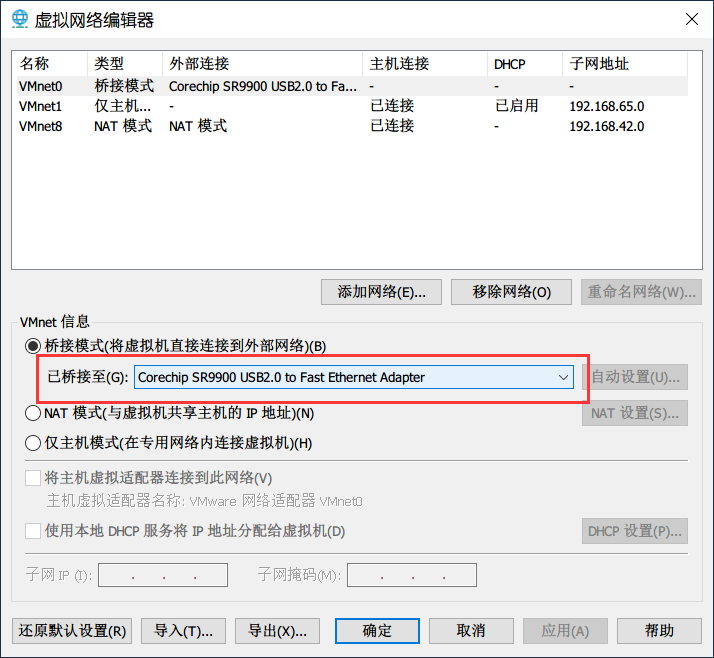 虚拟网络编辑器
名称 类型 外部连接 主机连接 DHCP 子网地址
VMnet0 桥接模式 Corechip SR9900 USB2.0 to Fa... - - -
VMnet1 仅主机... - 已连接 已启用 192.168.65.0
VMnet8 NAT 模式 NAT 模式 已连接 - 192.168.42.0
添加网络(E)... 移除网络(O) 重命名网络(W)...
VMnet 信息
桥接模式(将虚拟机直接连接到外部网络)(B)
已桥接至(G): Corechip SR9900 USB2.0 to Fast Ethernet Adapter 自动设置(U)...
NAT 模式(与虚拟机共享主机的 IP 地址)(N) NAT 设置(S)...
仅主机模式(在专用网络内连接虚拟机)(H)
将主机虚拟适配器连接到此网络(V)
主机虚拟适配器名称: VMware 网络适配器 VMnet0
使用本地 DHCP 服务将 IP 地址分配给虚拟机(D) DHCP 设置(P)...
子网 IP (I): . . . 子网掩码(M): . . .
还原默认设置(R) 导入(T)... 导出(X)... 确定 取消 应用(A) 帮助